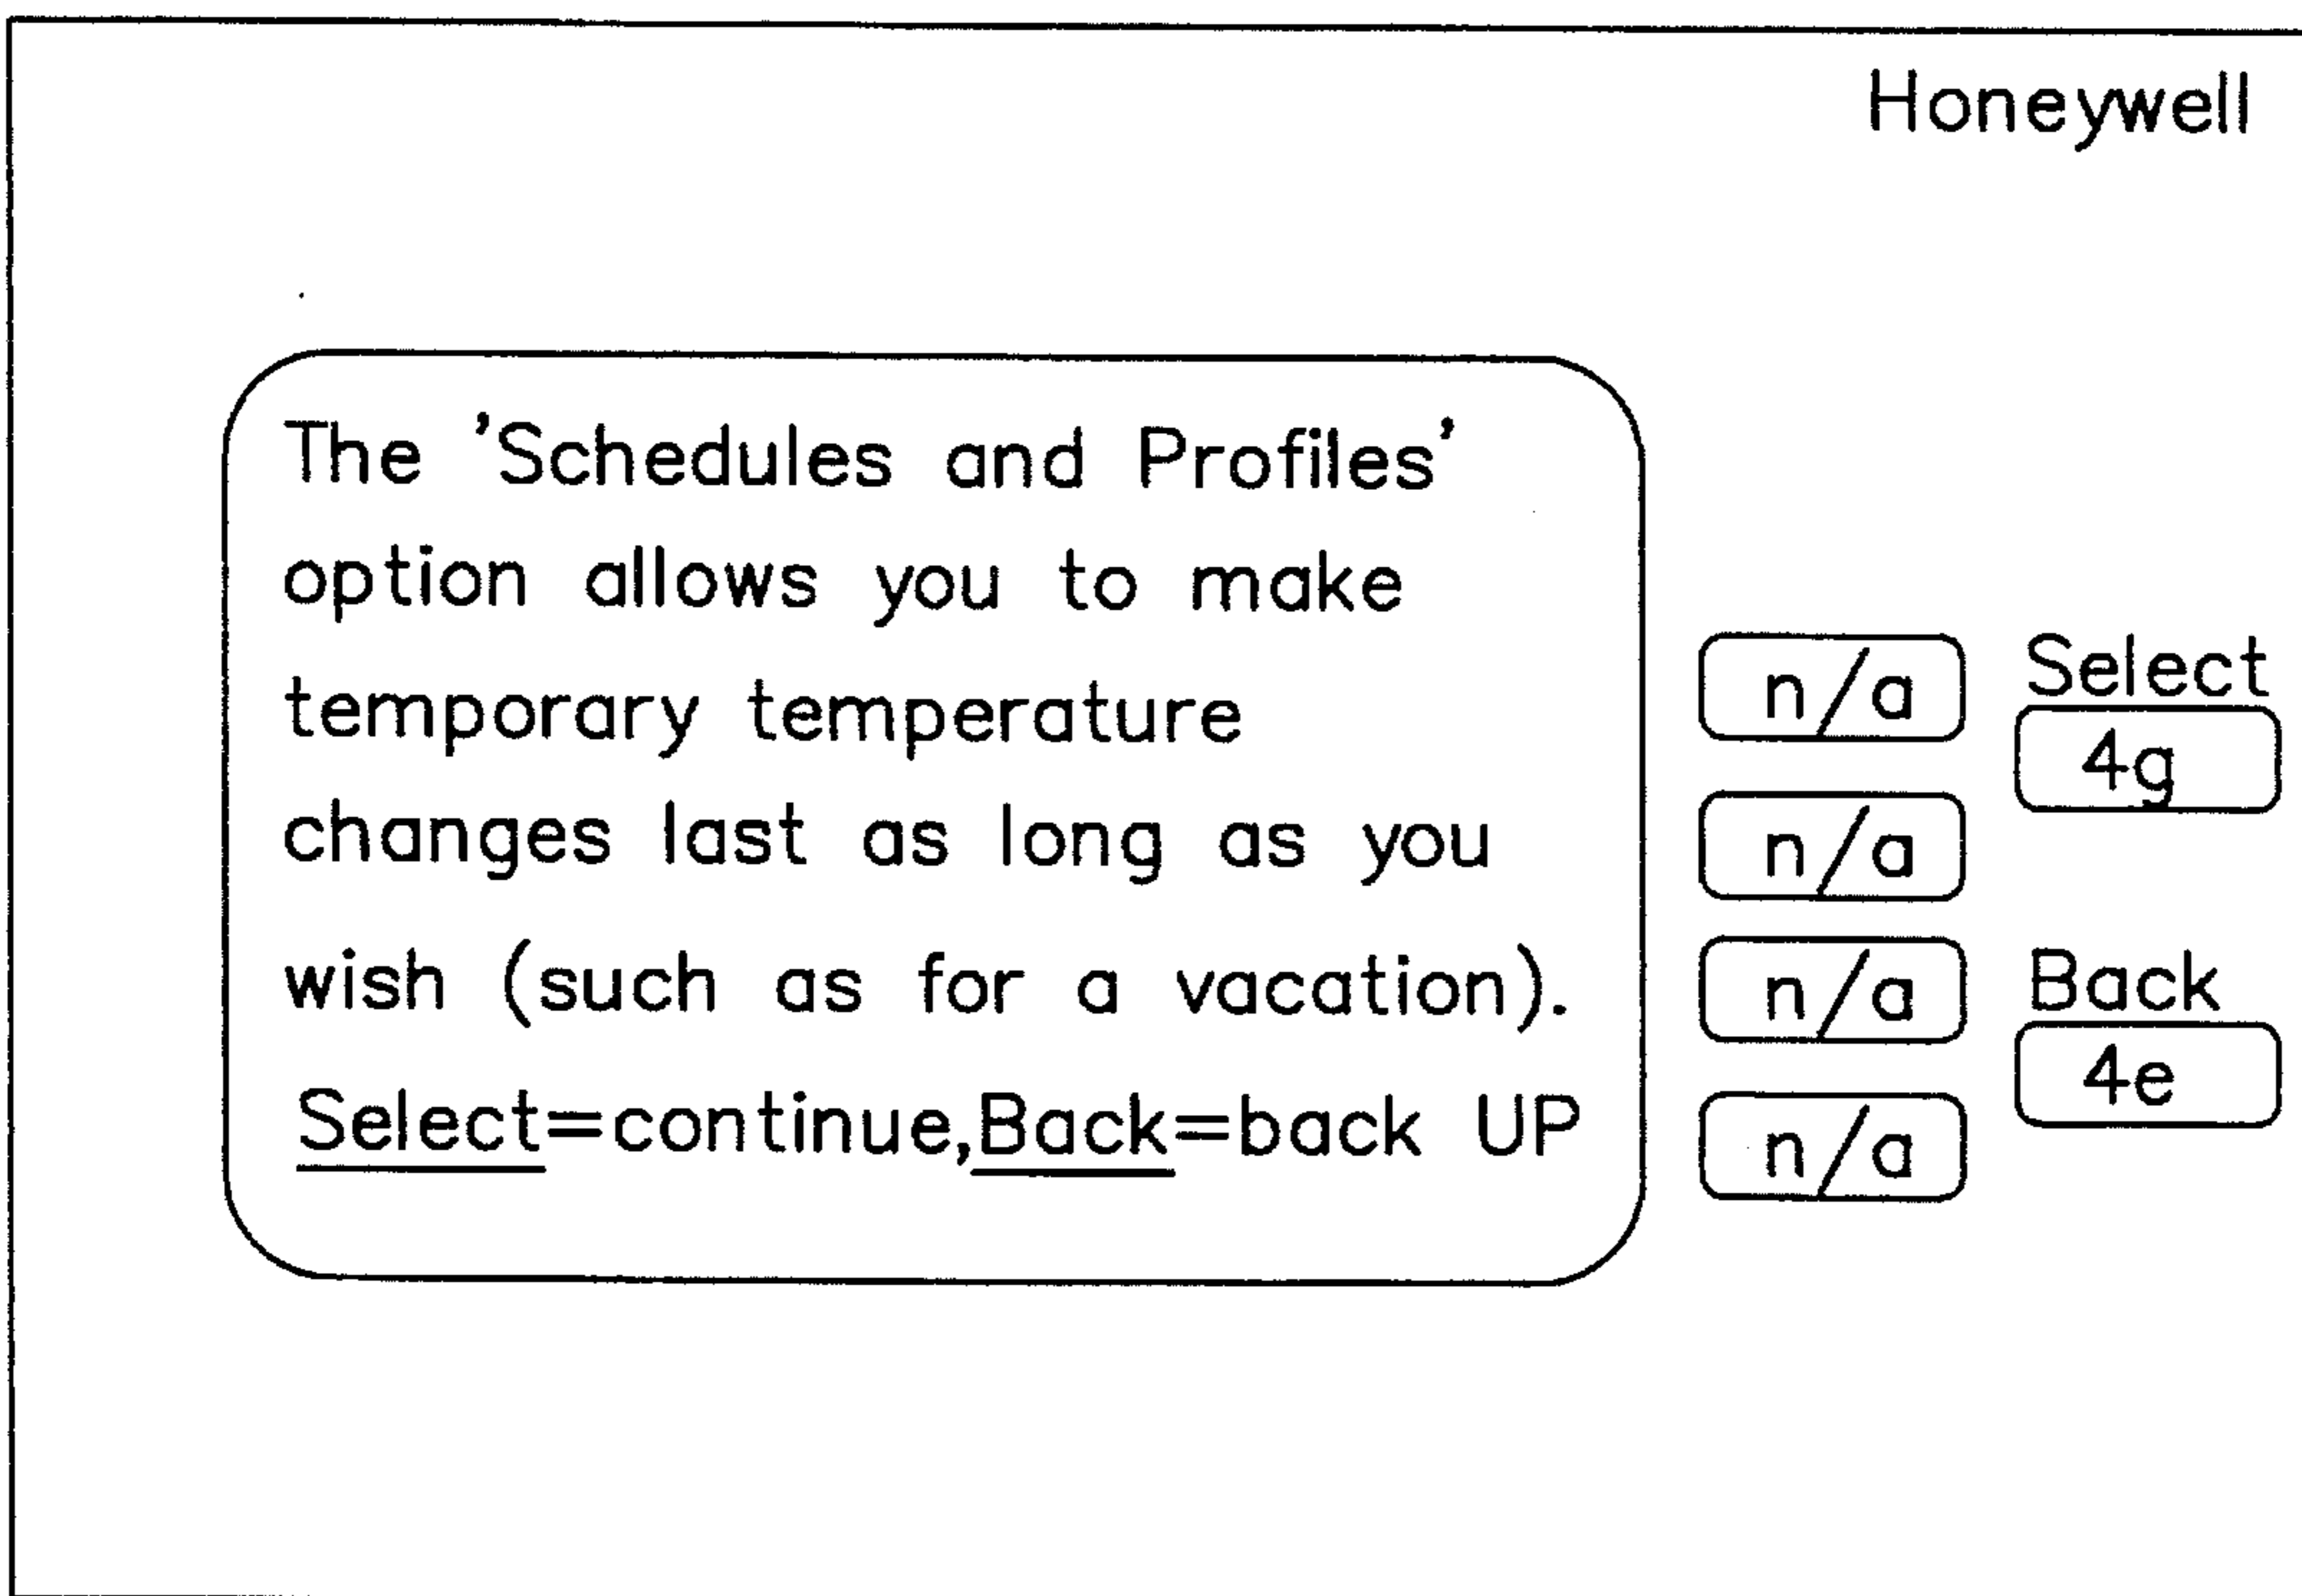 Honeywell
The 'Schedules and Profiles'
option allows you to make
temporary temperature
changes last as long as you
wish (such as for a vacation).
Select=continue,Back=back UP
n/a
n/a
n/a
n/a
Select
4g
Back
4e